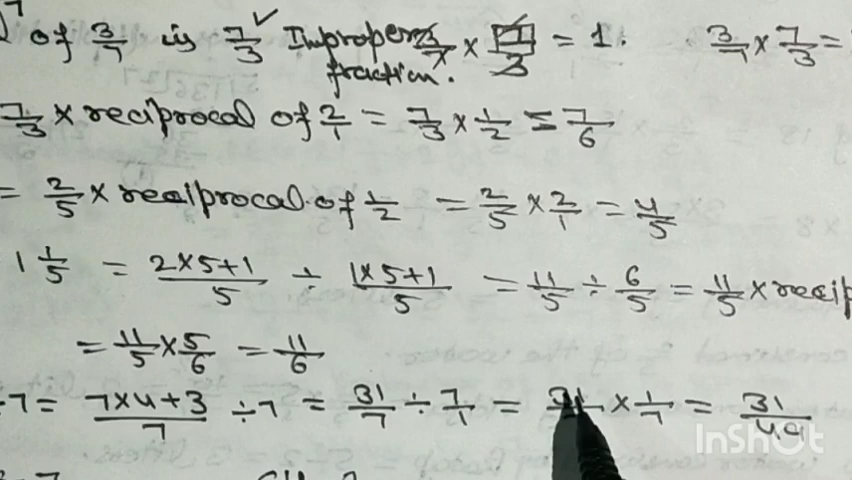 of 3/7 is 7/3 ✓ Improper fraction. 3/7 × 7/3 = 1. 3/7 × 7/3 =
7/3 × reciprocal of 2/1 = 7/3 × 1/2 = 7/6
= 2/5 × reciprocal of 1/2 = 2/5 × 2/1 = 4/5
1 1/5 = 2×5+1/5 ÷ 1×5+1/5 = 11/5 ÷ 6/5 = 11/5 × recip
= 11/5 × 5/6 = 11/6
÷7 = 7×4+3/7 ÷7 = 31/7 ÷ 7/1 = 31/7 × 1/7 = 31/49
InShOt